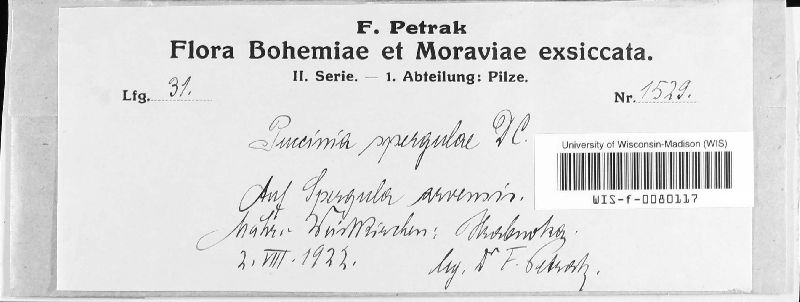 F. Petrak
Flora Bohemiae et Moraviae exsiccata.
II. Serie. — 1. Abteilung: Pilze.
Lfg. 31.
Nr. 1529.
Puccinia spergulae DC.
University of Wisconsin-Madison (WIS)
WIS-f-0080117
Auf Spergula arvensis.
Mähr. Weisskirchen: Hrabuvka.
2. VIII. 1922. leg. Dr F. Petrak.